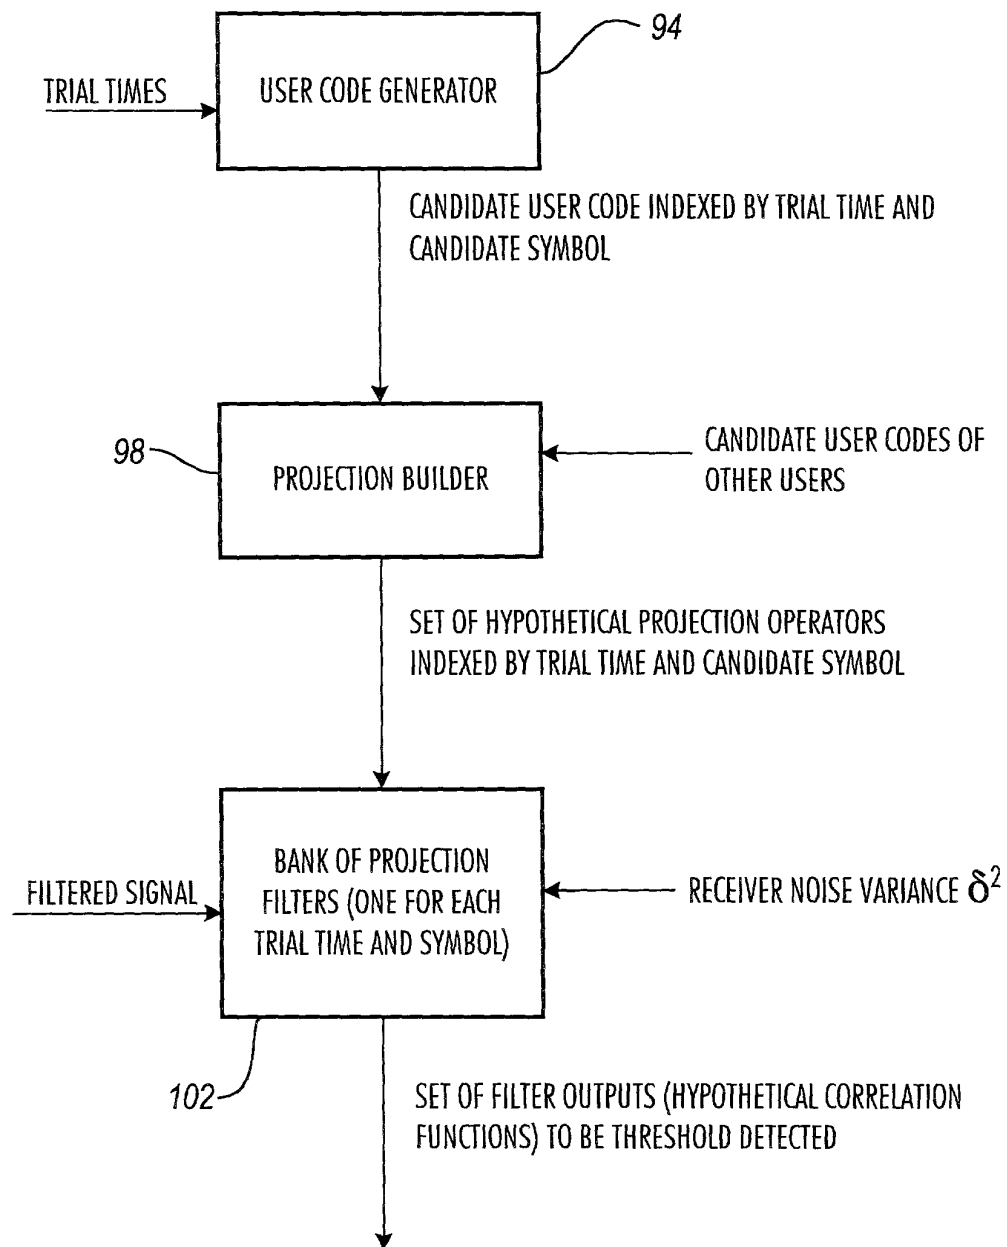 94
USER CODE GENERATOR
TRIAL TIMES
CANDIDATE USER CODE INDEXED BY TRIAL TIME AND
CANDIDATE SYMBOL
98
PROJECTION BUILDER
CANDIDATE USER CODES OF
OTHER USERS
SET OF HYPOTHETICAL PROJECTION OPERATORS
INDEXED BY TRIAL TIME AND CANDIDATE SYMBOL
BANK OF PROJECTION
FILTERS (ONE FOR EACH
TRIAL TIME AND SYMBOL)
FILTERED SIGNAL
RECEIVER NOISE VARIANCE δ²
102
SET OF FILTER OUTPUTS (HYPOTHETICAL CORRELATION
FUNCTIONS) TO BE THRESHOLD DETECTED